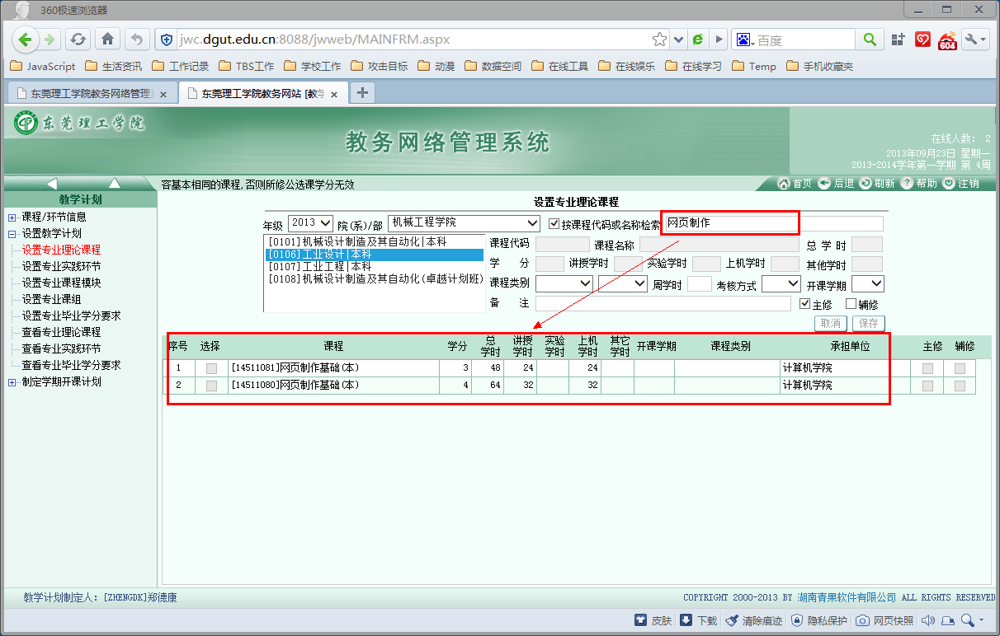 360极速浏览器
jwc.dgut.edu.cn:8088/jwweb/MAINFRM.aspx
百度
604
JavaScript 生活资讯 工作记录 TBS工作 学校工作 攻击目标 动漫 数据空间 在线工具 在线娱乐 在线学习 Temp 手机收藏夹
东莞理工学院教务网络管理 东莞理工学院教务网站 [教学
东莞理工学院
教务网络管理系统
在线人数： 2
2013年09月23日 星期一
2013-2014学年第一学期 第 4周
容基本相同的课程,否则所修公选课学分无效
首页 后退 刷新 帮助 注销
教学计划
课程/环节信息
设置教学计划
设置专业理论课程
设置专业实践环节
设置专业课程模块
设置专业课组
设置专业毕业学分要求
查看专业理论课程
查看专业实践环节
查看专业毕业学分要求
制定学期开课计划
设置专业理论课程
年级 2013 院(系)/部 机械工程学院 按课程代码或名称检索 网页制作
[0101]机械设计制造及其自动化|本科
[0106]工业设计|本科
[0107]工业工程|本科
[0108]机械设计制造及其自动化(卓越计划班)
课程代码 课程名称 总 学 时
学 分 讲授学时 实验学时 上机学时 其他学时
课程类别 周学时 考核方式 开课学期
备 注 主修 辅修
取消 保存
序号 选择 课程 学分 总学时 讲授学时 实验学时 上机学时 其它学时 开课学期 课程类别 承担单位 主修 辅修
1 [14511081]网页制作基础(本) 3 48 24 24 计算机学院
2 [14511080]网页制作基础(本) 4 64 32 32 计算机学院
教学计划制定人：[ZHENGDK]郑德康
COPYRIGHT 2000-2013 BY 湖南青果软件有限公司 ALL RIGHTS RESERVED
皮肤 下载 清除痕迹 隐私保护 网页快照